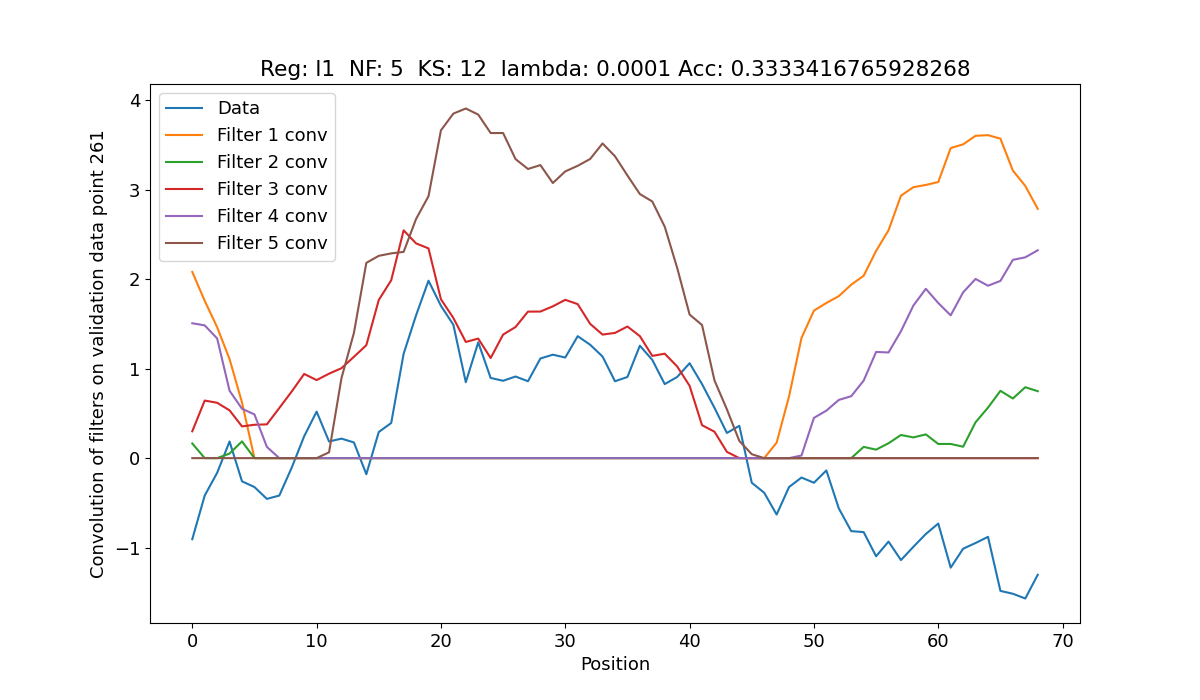 Reg: l1  NF: 5  KS: 12  lambda: 0.0001 Acc: 0.3333416765928268
Convolution of filters on validation data point 261
4
3
2
1
0
−1
Data
Filter 1 conv
Filter 2 conv
Filter 3 conv
Filter 4 conv
Filter 5 conv
0 10 20 30 40 50 60 70
Position